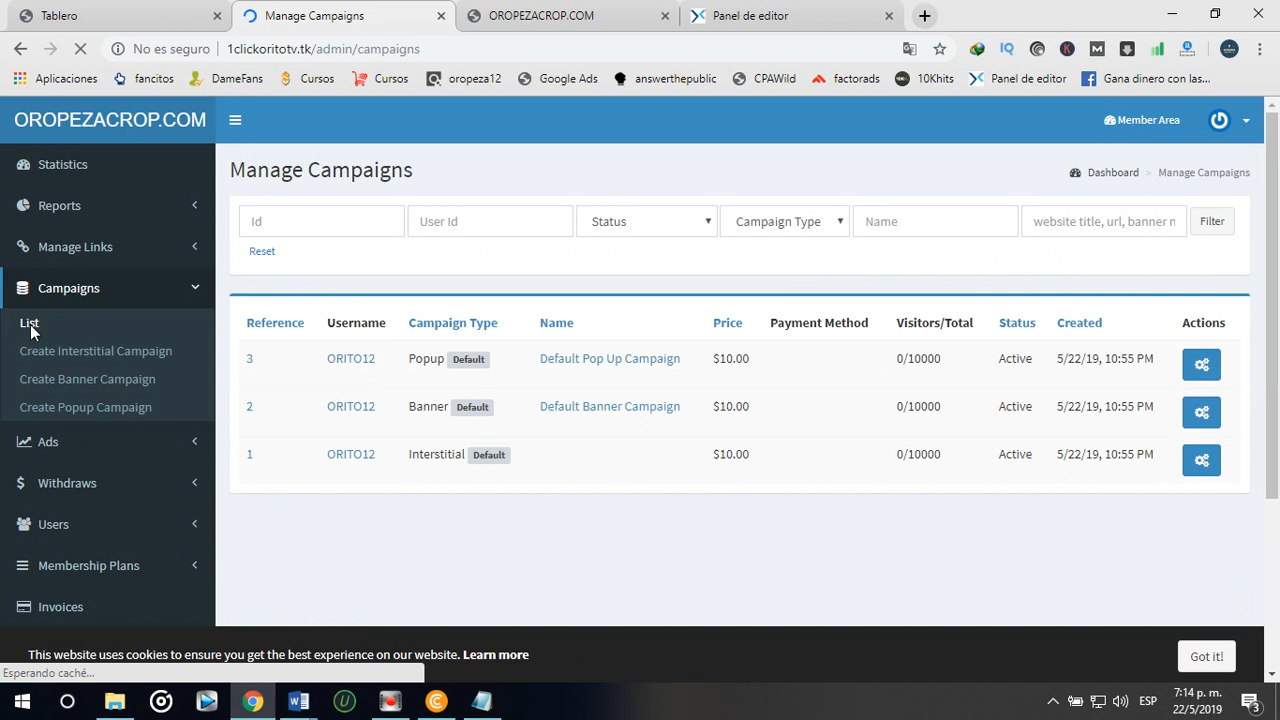 Tablero
Manage Campaigns
OROPEZACROP.COM
Panel de editor
No es seguro
1clickoritotv.tk/admin/campaigns
Aplicaciones
fancitos
DameFans
Cursos
Cursos
oropeza12
Google Ads
answerthepublic
CPAWild
factorads
10Khits
Panel de editor
Gana dinero con las...
OROPEZACROP.COM
Member Area
Statistics
Reports
Manage Links
Campaigns
List
Create Interstitial Campaign
Create Banner Campaign
Create Popup Campaign
Ads
Withdraws
Users
Membership Plans
Invoices
Manage Campaigns
Dashboard > Manage Campaigns
Id
User Id
Status
Campaign Type
Name
website title, url, banner n
Filter
Reset
Reference Username Campaign Type Name Price Payment Method Visitors/Total Status Created Actions
3 ORITO12 Popup Default Default Pop Up Campaign $10.00 0/10000 Active 5/22/19, 10:55 PM
2 ORITO12 Banner Default Default Banner Campaign $10.00 0/10000 Active 5/22/19, 10:55 PM
1 ORITO12 Interstitial Default $10.00 0/10000 Active 5/22/19, 10:55 PM
This website uses cookies to ensure you get the best experience on our website. Learn more
Got it!
Esperando caché...
ESP
7:14 p. m.
22/5/2019
3